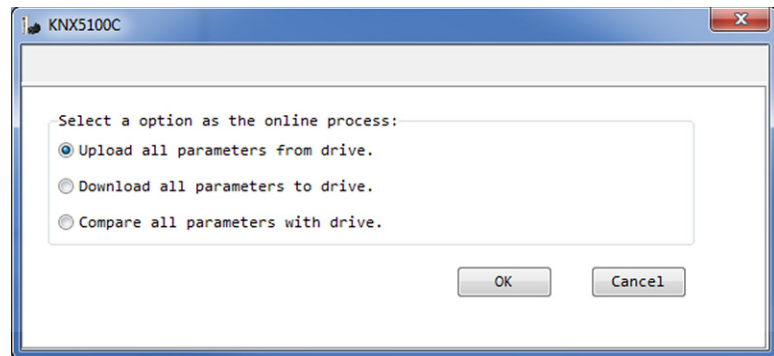 KNX5100C
Select a option as the online process:
Upload all parameters from drive.
Download all parameters to drive.
Compare all parameters with drive.
OK Cancel